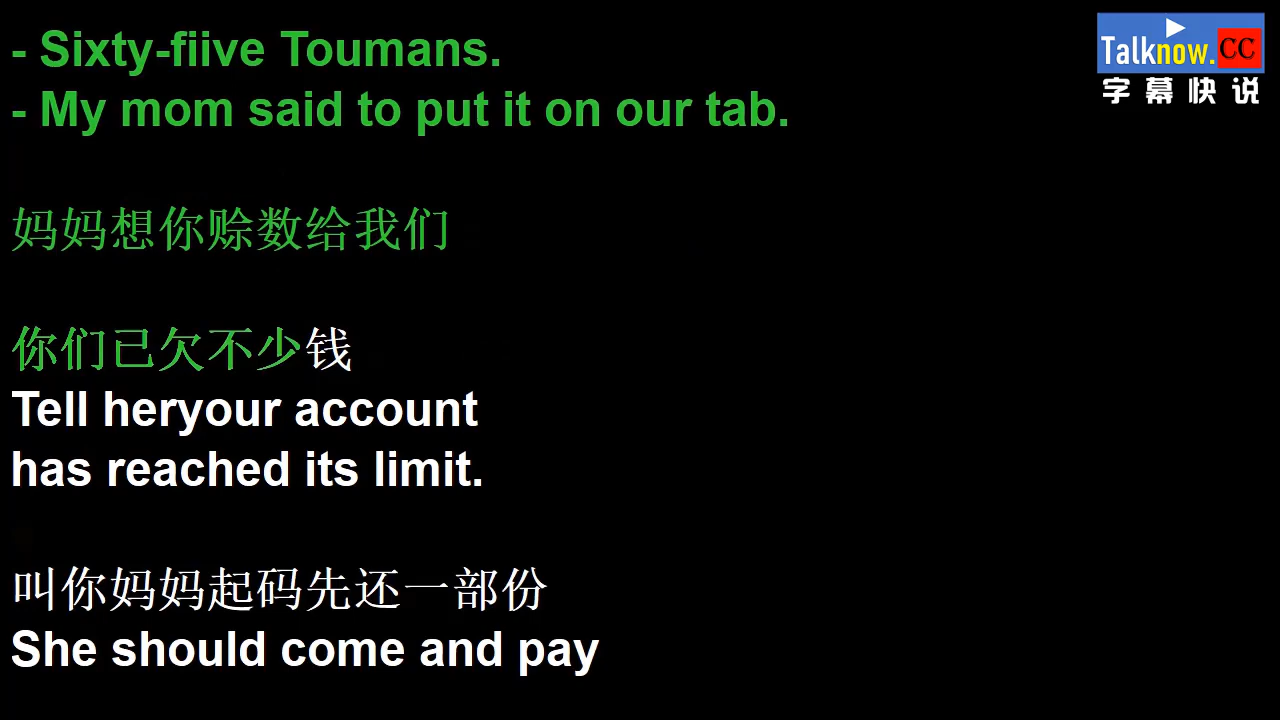 - Sixty-fiive Toumans.
- My mom said to put it on our tab.
妈妈想你赊数给我们
你们已欠不少钱
Tell heryour account
has reached its limit.
叫你妈妈起码先还一部份
She should come and pay
Talknow.CC
字幕快说